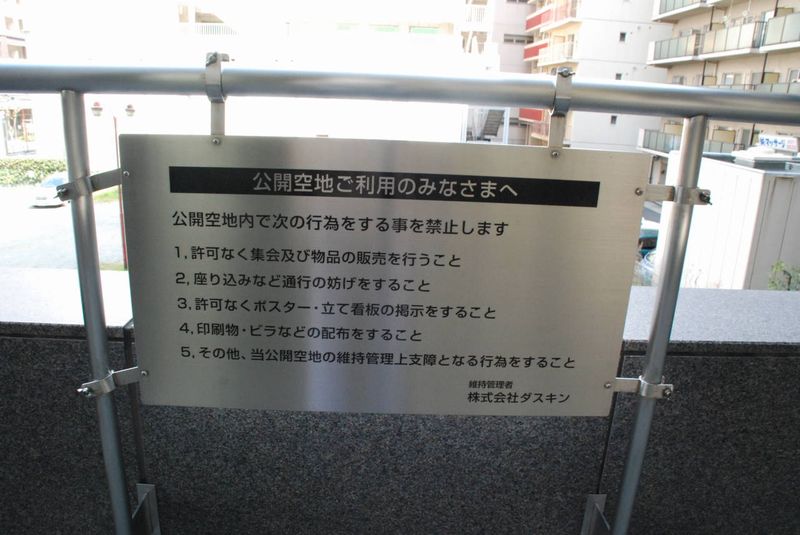 公開空地ご利用のみなさまへ
公開空地内で次の行為をする事を禁止します
1,許可なく集会及び物品の販売を行うこと
2,座り込みなど通行の妨げをすること
3,許可なくポスター・立て看板の掲示をすること
4,印刷物・ビラなどの配布をすること
5,その他、当公開空地の維持管理上支障となる行為をすること
維持管理者
株式会社ダスキン